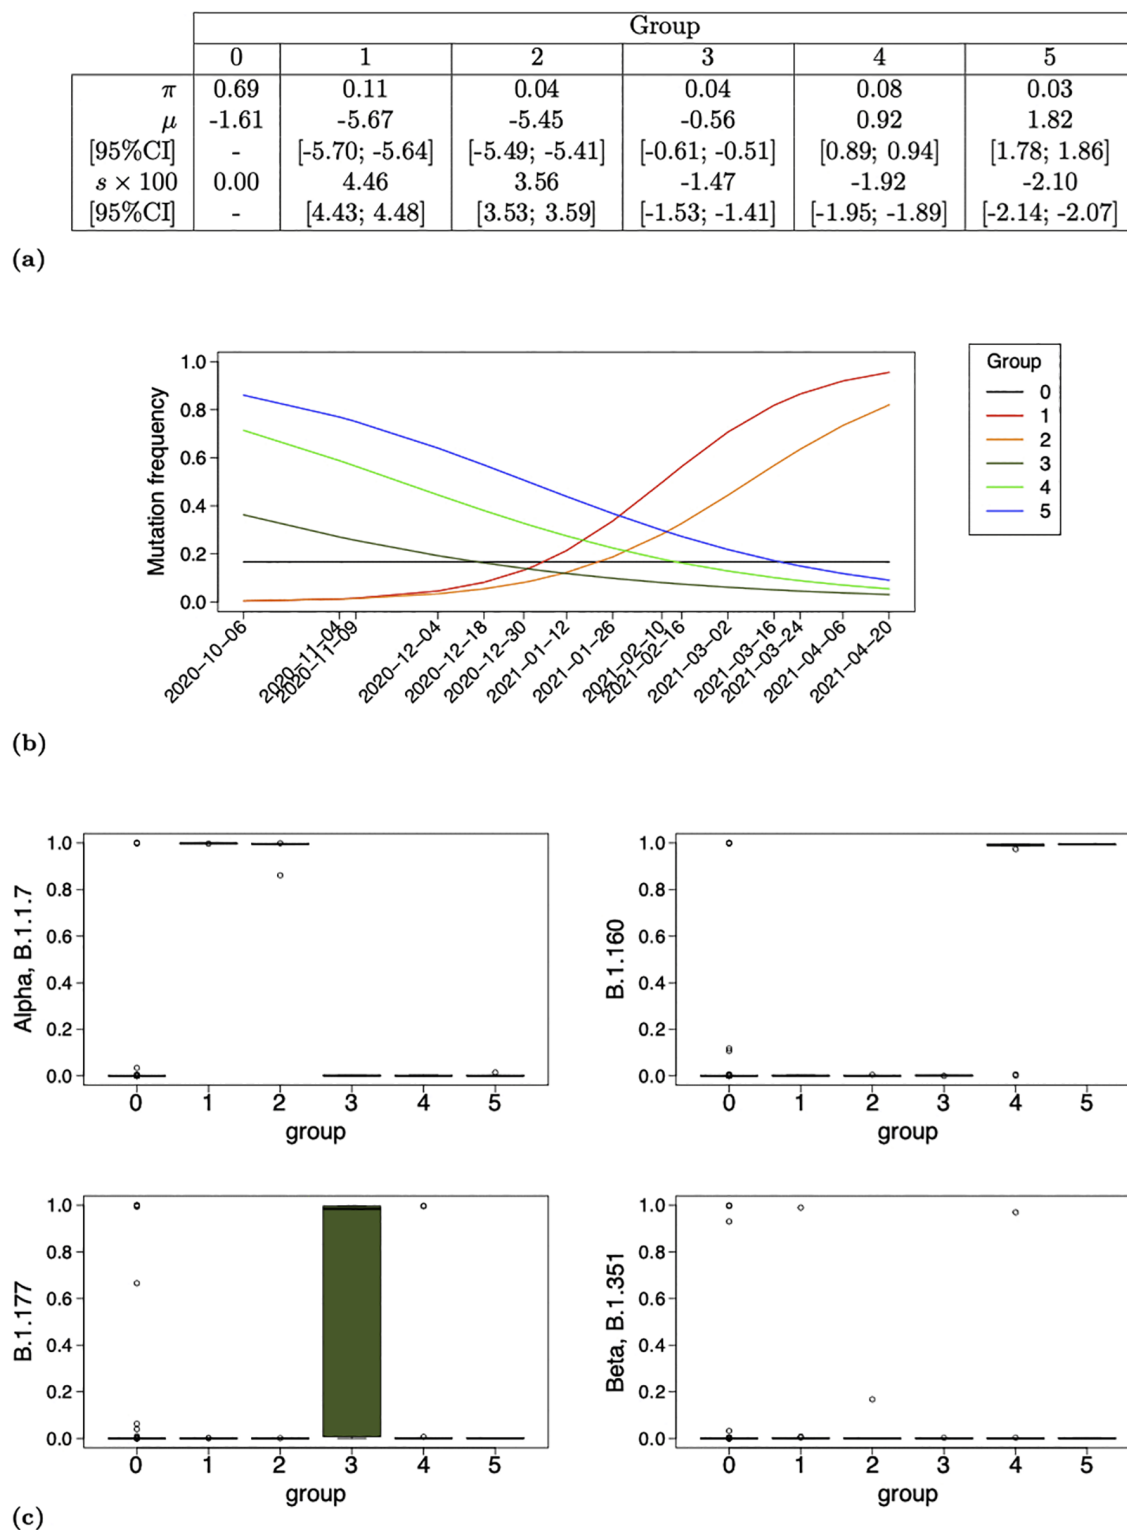 Group
0 1 2 3 4 5
π 0.69 0.11 0.04 0.04 0.08 0.03
μ -1.61 -5.67 -5.45 -0.56 0.92 1.82
[95%CI] - [-5.70; -5.64] [-5.49; -5.41] [-0.61; -0.51] [0.89; 0.94] [1.78; 1.86]
s × 100 0.00 4.46 3.56 -1.47 -1.92 -2.10
[95%CI] - [4.43; 4.48] [3.53; 3.59] [-1.53; -1.41] [-1.95; -1.89] [-2.14; -2.07]
(a)
Mutation frequency
1.0
0.8
0.6
0.4
0.2
0.0
2020-10-06
2020-11-04
2020-11-09
2020-12-04
2020-12-18
2020-12-30
2021-01-12
2021-01-26
2021-02-10
2021-02-16
2021-03-02
2021-03-16
2021-03-24
2021-04-06
2021-04-20
Group
0
1
2
3
4
5
(b)
Alpha, B.1.1.7
1.0
0.8
0.6
0.4
0.2
0.0
0 1 2 3 4 5
group
B.1.160
1.0
0.8
0.6
0.4
0.2
0.0
0 1 2 3 4 5
group
B.1.177
1.0
0.8
0.6
0.4
0.2
0.0
0 1 2 3 4 5
group
Beta, B.1.351
1.0
0.8
0.6
0.4
0.2
0.0
0 1 2 3 4 5
group
(c)